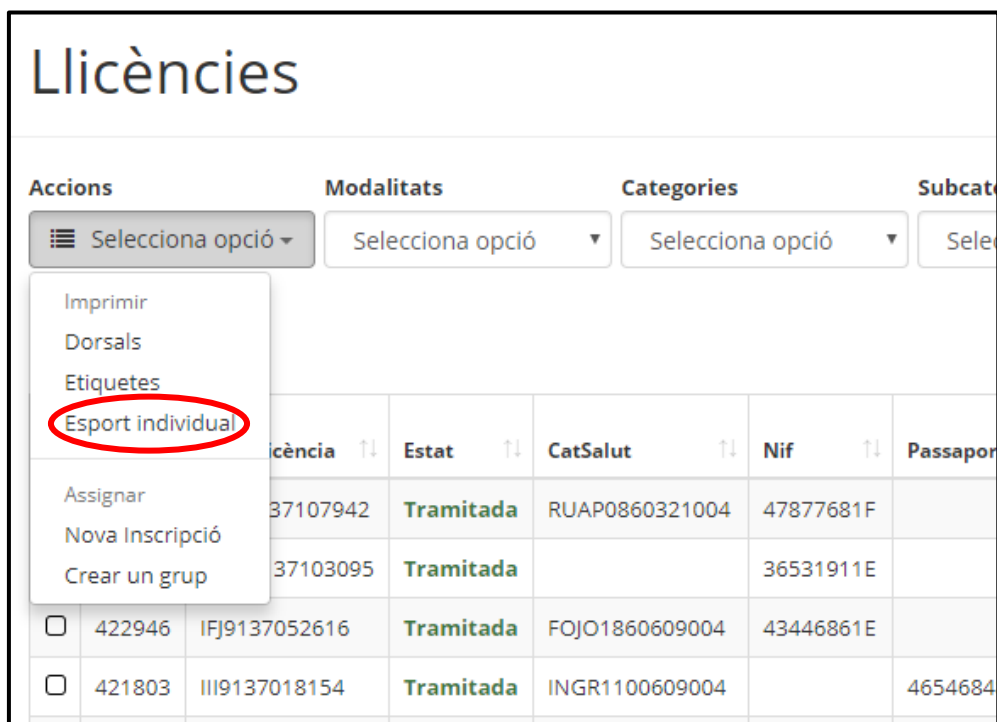 Llicències
Accions Modalitats Categories Subcate
Selecciona opció Selecciona opció Selecciona opció Selec
Imprimir
Dorsals
Etiquetes
Esport individual
icència Estat CatSalut Nif Passapor
Assignar
Nova Inscripció
Crear un grup
37107942 Tramitada RUAP0860321004 47877681F
37103095 Tramitada 36531911E
422946 IFJ9137052616 Tramitada FOJO1860609004 43446861E
421803 III9137018154 Tramitada INGR1100609004 4654684